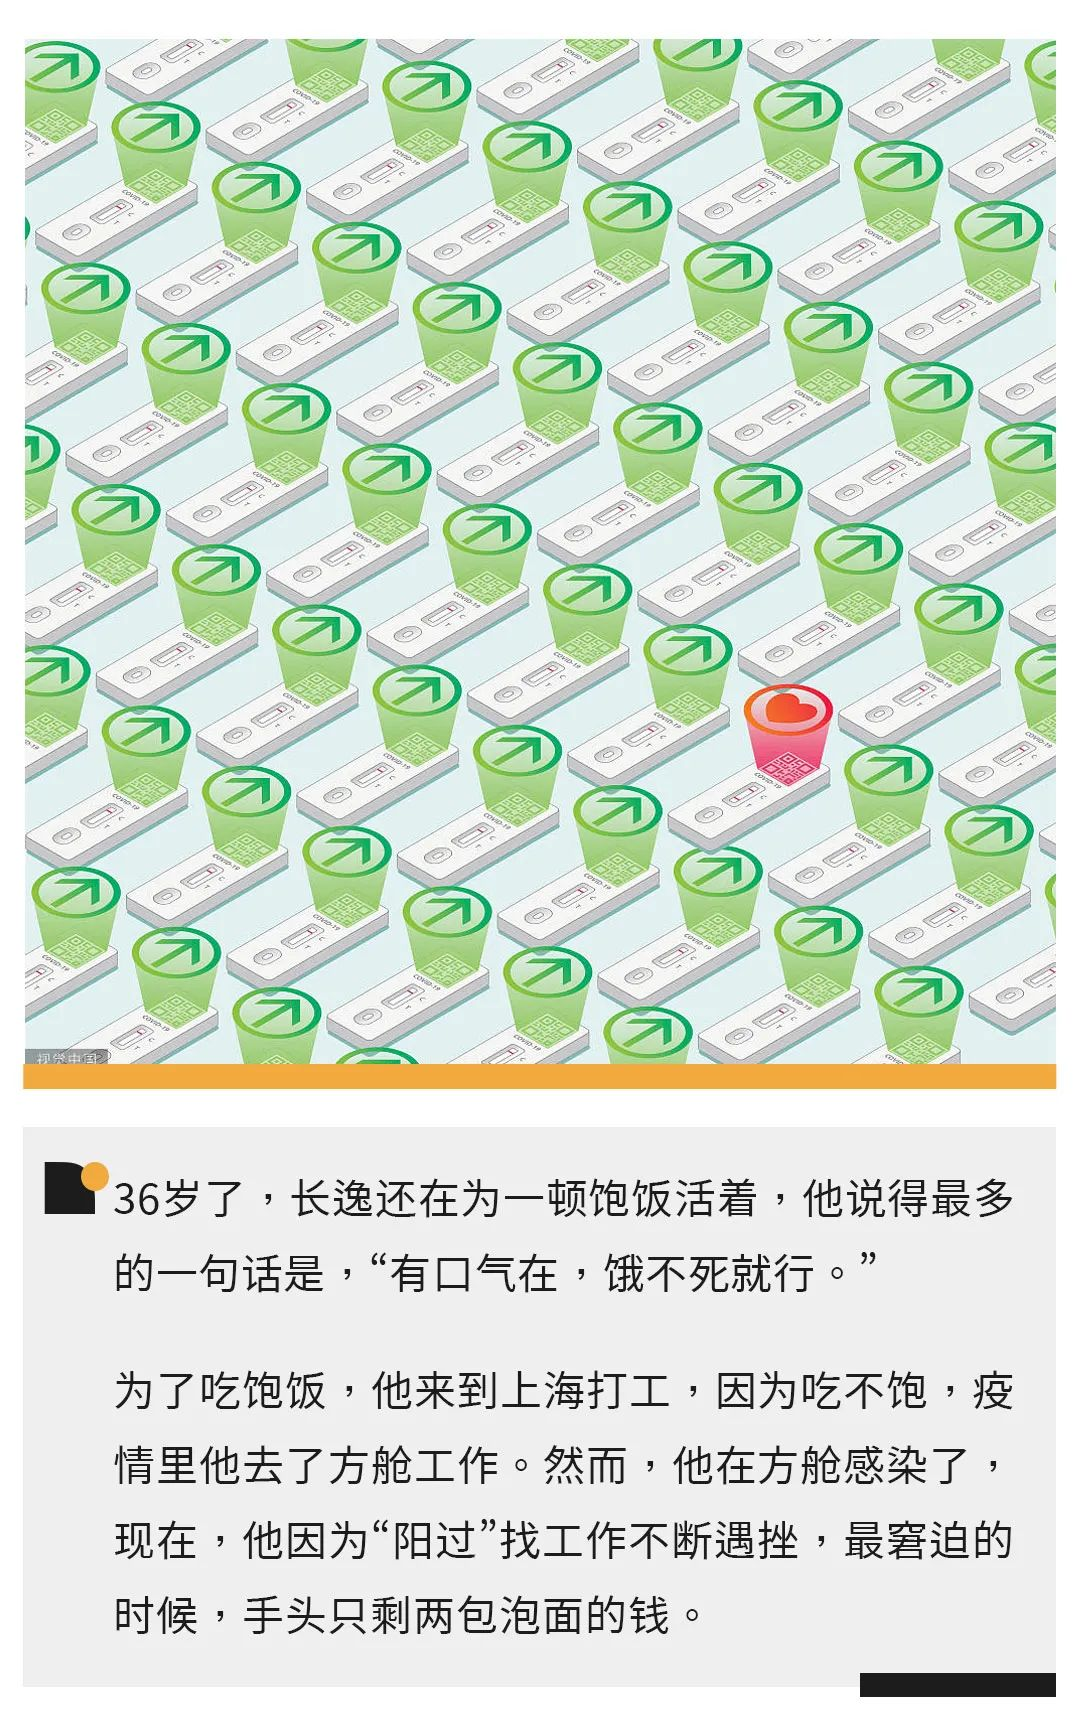 视觉中国
36岁了，长逸还在为一顿饱饭活着，他说得最多
的一句话是，“有口气在，饿不死就行。”
为了吃饱饭，他来到上海打工，因为吃不饱，疫
情里他去了方舱工作。然而，他在方舱感染了，
现在，他因为“阳过”找工作不断遇挫，最窘迫的
时候，手头只剩两包泡面的钱。